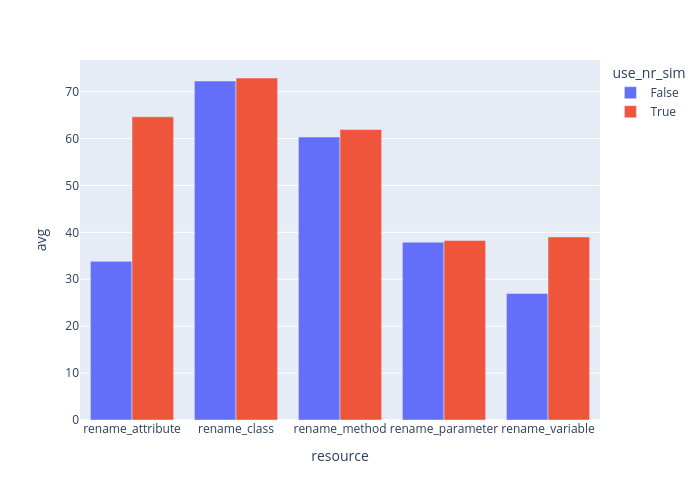 use_nr_sim
False
True
70
60
50
40
30
20
10
0
avg
rename_attribute rename_class rename_method rename_parameter rename_variable
resource